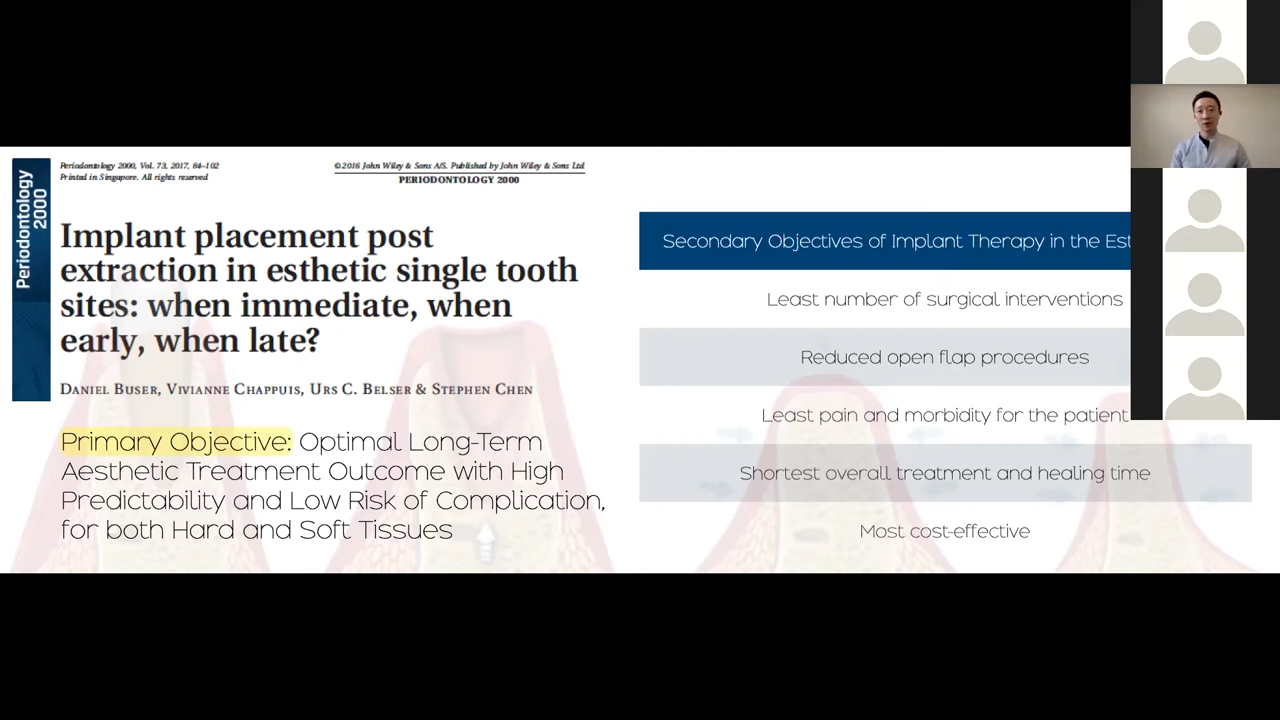 Periodontology 2000, Vol. 73, 2017, 84–102
Printed in Singapore. All rights reserved
©2016 John Wiley & Sons A/S. Published by John Wiley & Sons Ltd
PERIODONTOLOGY 2000
Periodontology
2000
Implant placement post
extraction in esthetic single tooth
sites: when immediate, when
early, when late?
DANIEL BUSER, VIVIANNE CHAPPUIS, URS C. BELSER & STEPHEN CHEN
Primary Objective: Optimal Long-Term
Aesthetic Treatment Outcome with High
Predictability and Low Risk of Complication,
for both Hard and Soft Tissues
Secondary Objectives of Implant Therapy in the Est
Least number of surgical interventions
Reduced open flap procedures
Least pain and morbidity for the patient
Shortest overall treatment and healing time
Most cost-effective